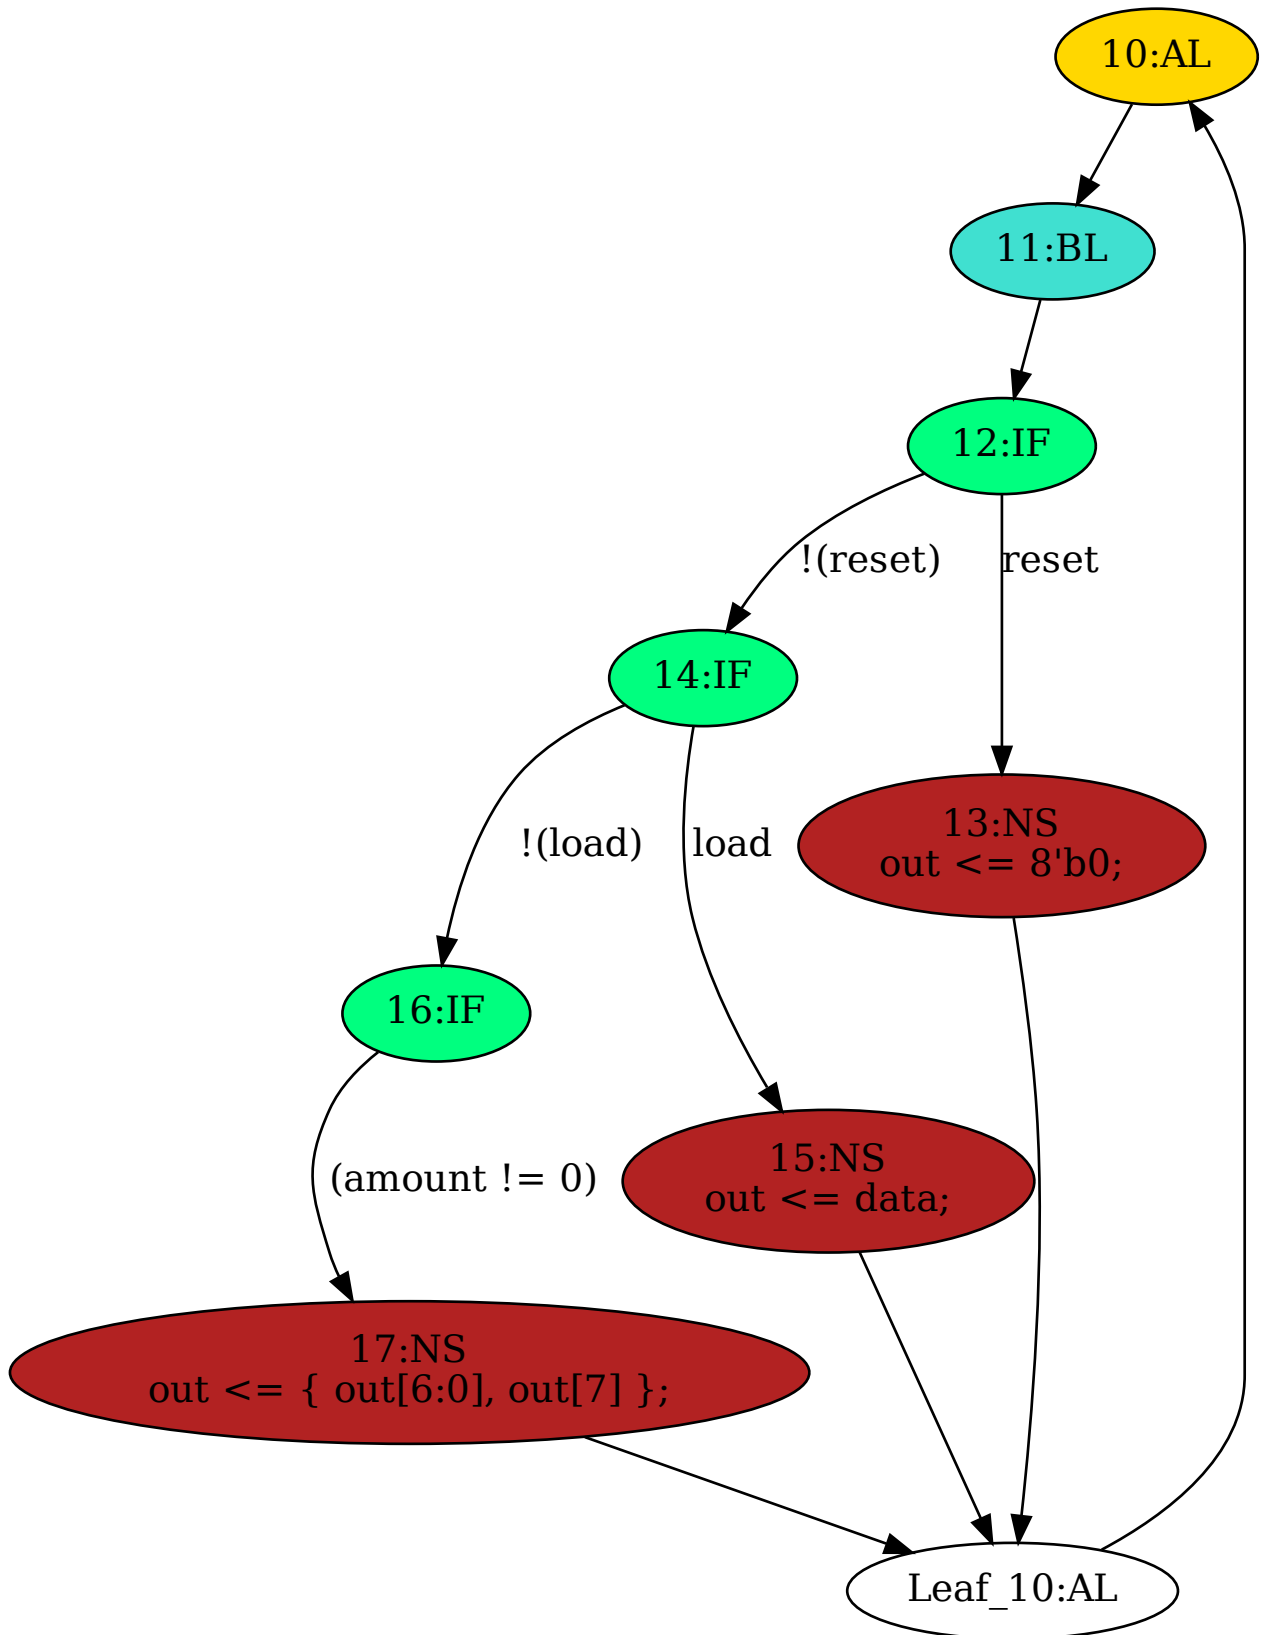 10:AL
11:BL
12:IF
!(reset)
reset
14:IF
13:NS
out <= 8'b0;
!(load)
load
16:IF
15:NS
out <= data;
(amount != 0)
17:NS
out <= { out[6:0], out[7] };
Leaf_10:AL